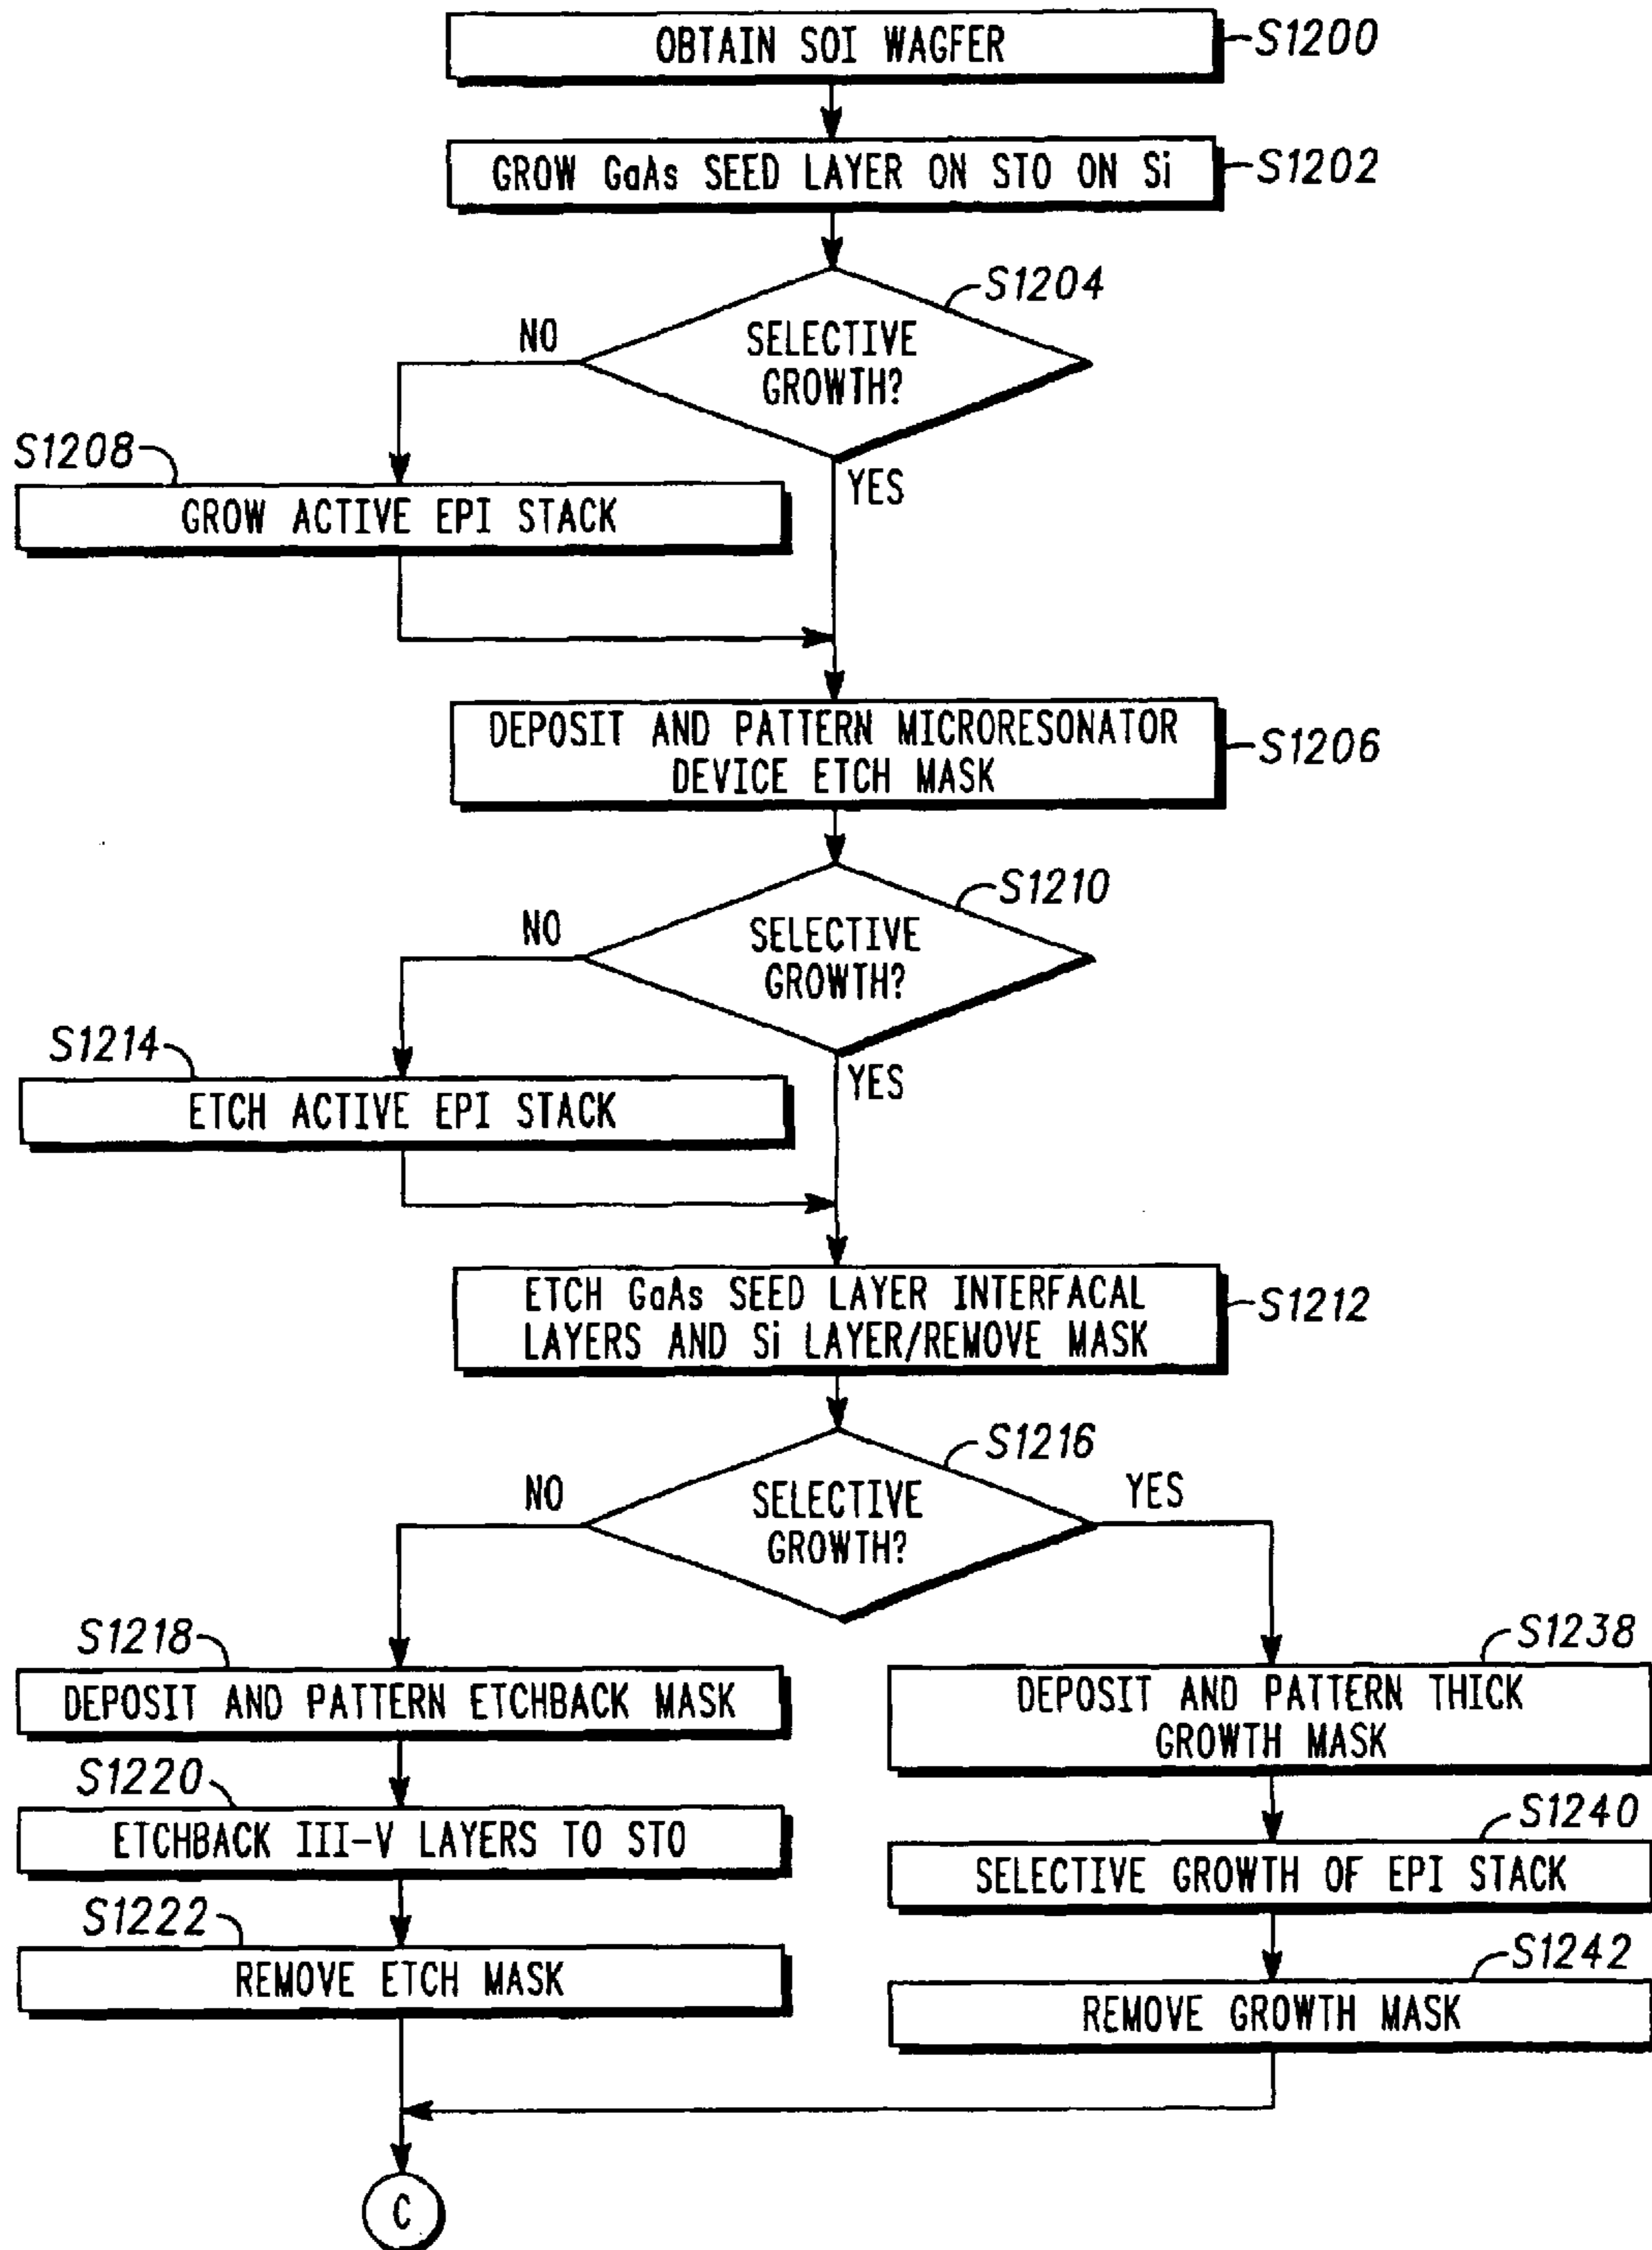 OBTAIN SOI WAGFER
S1200
GROW GaAs SEED LAYER ON STO ON Si
S1202
S1204
SELECTIVE
GROWTH?
NO
YES
S1208
GROW ACTIVE EPI STACK
DEPOSIT AND PATTERN MICRORESONATOR
DEVICE ETCH MASK
S1206
S1210
SELECTIVE
GROWTH?
NO
YES
S1214
ETCH ACTIVE EPI STACK
ETCH GaAs SEED LAYER INTERFACAL
LAYERS AND Si LAYER/REMOVE MASK
S1212
S1216
SELECTIVE
GROWTH?
NO
YES
S1218
DEPOSIT AND PATTERN ETCHBACK MASK
S1220
ETCHBACK III-V LAYERS TO STO
S1222
REMOVE ETCH MASK
S1238
DEPOSIT AND PATTERN THICK
GROWTH MASK
S1240
SELECTIVE GROWTH OF EPI STACK
S1242
REMOVE GROWTH MASK
C